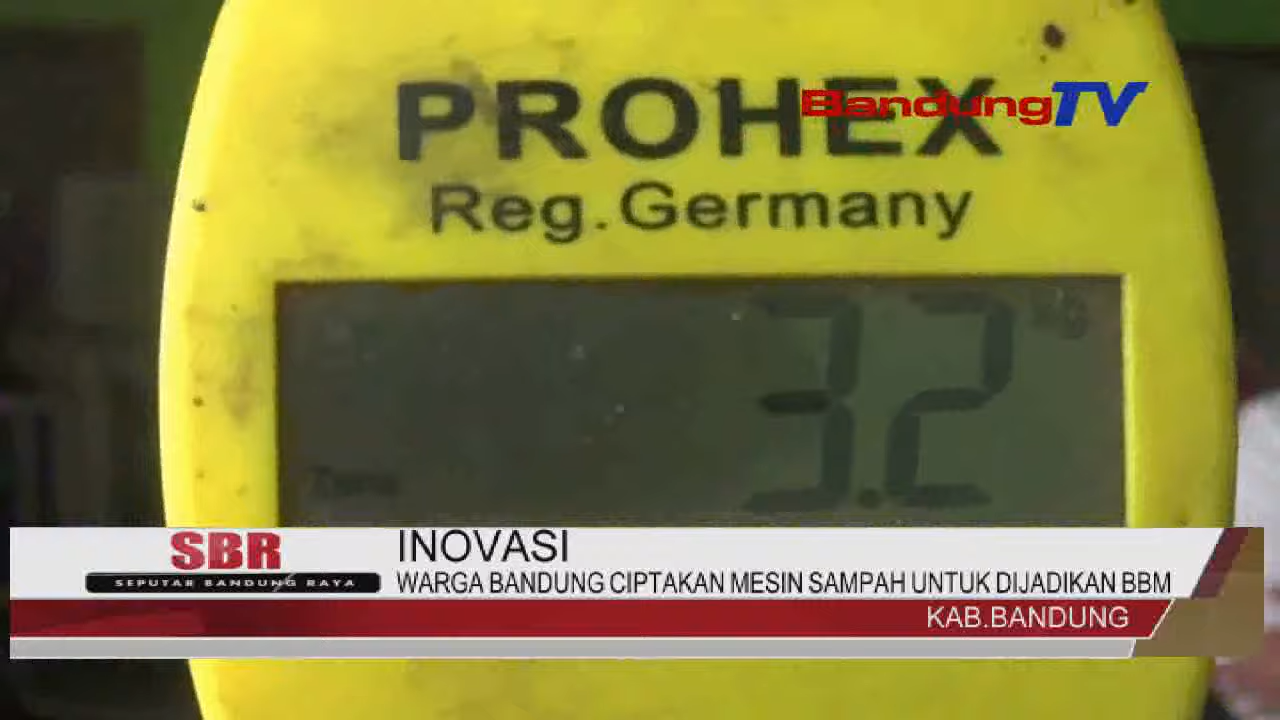 PROHEX
BandungTV
Reg. Germany
3.2
kg
SBR
SEPUTAR BANDUNG RAYA
INOVASI
WARGA BANDUNG CIPTAKAN MESIN SAMPAH UNTUK DIJADIKAN BBM
KAB.BANDUNG